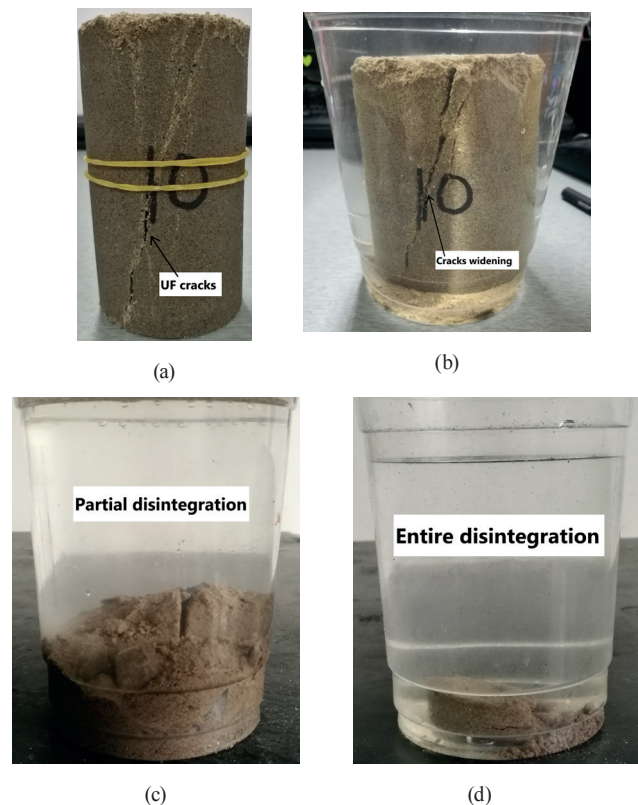 10
UF cracks
10
Cracks widening
(a)
(b)
Partial disintegration
Entire disintegration
(c)
(d)